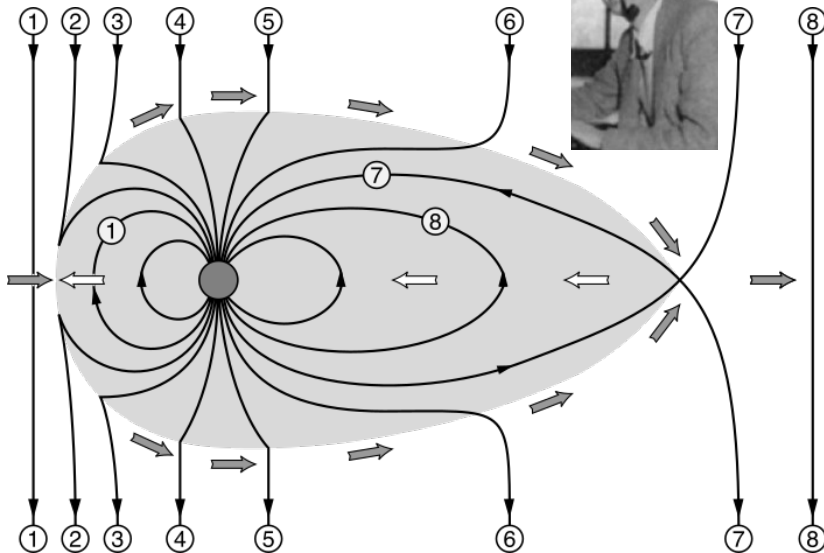 ① ② ③ ④ ⑤ ⑥ ⑦ ⑧
⑦
① ⑧
① ② ③ ④ ⑤ ⑥ ⑦ ⑧